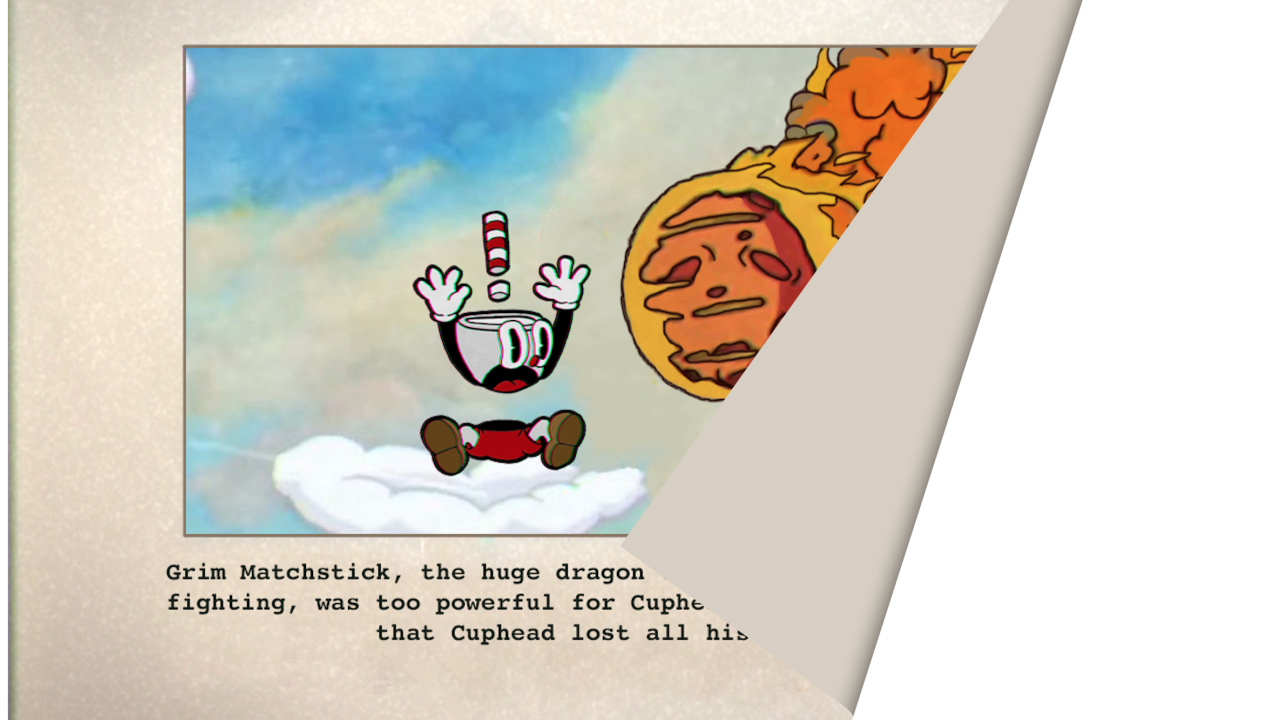 Grim Matchstick, the huge dragon
fighting, was too powerful for
that Cuphead lost all his